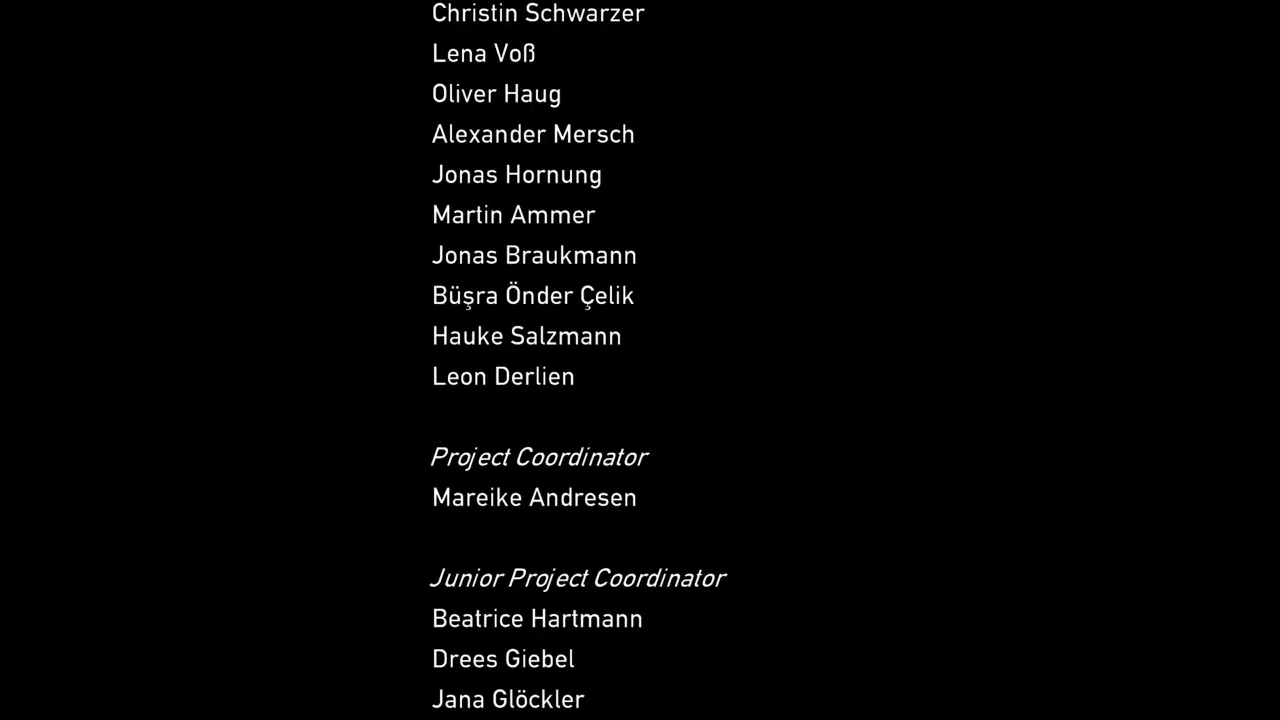 Christin Schwarzer
Lena Voß
Oliver Haug
Alexander Mersch
Jonas Hornung
Martin Ammer
Jonas Braukmann
Büşra Önder Çelik
Hauke Salzmann
Leon Derlien
Project Coordinator
Mareike Andresen
Junior Project Coordinator
Beatrice Hartmann
Drees Giebel
Jana Glöckler